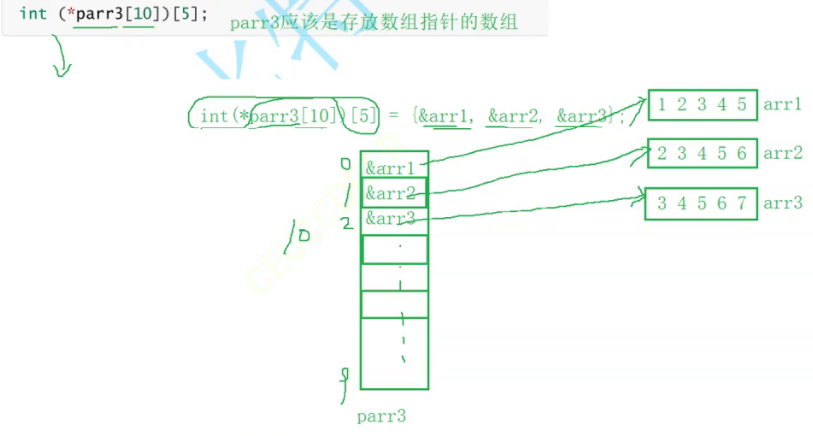 int (*parr3[10])[5];
parr3应该是存放数组指针的数组
int(*parr3[10])[5] = {&arr1, &arr2, &arr3};
1 2 3 4 5 arr1
0 &arr1
2 3 4 5 6 arr2
1 &arr2
3 4 5 6 7 arr3
2 &arr3
10
9
parr3